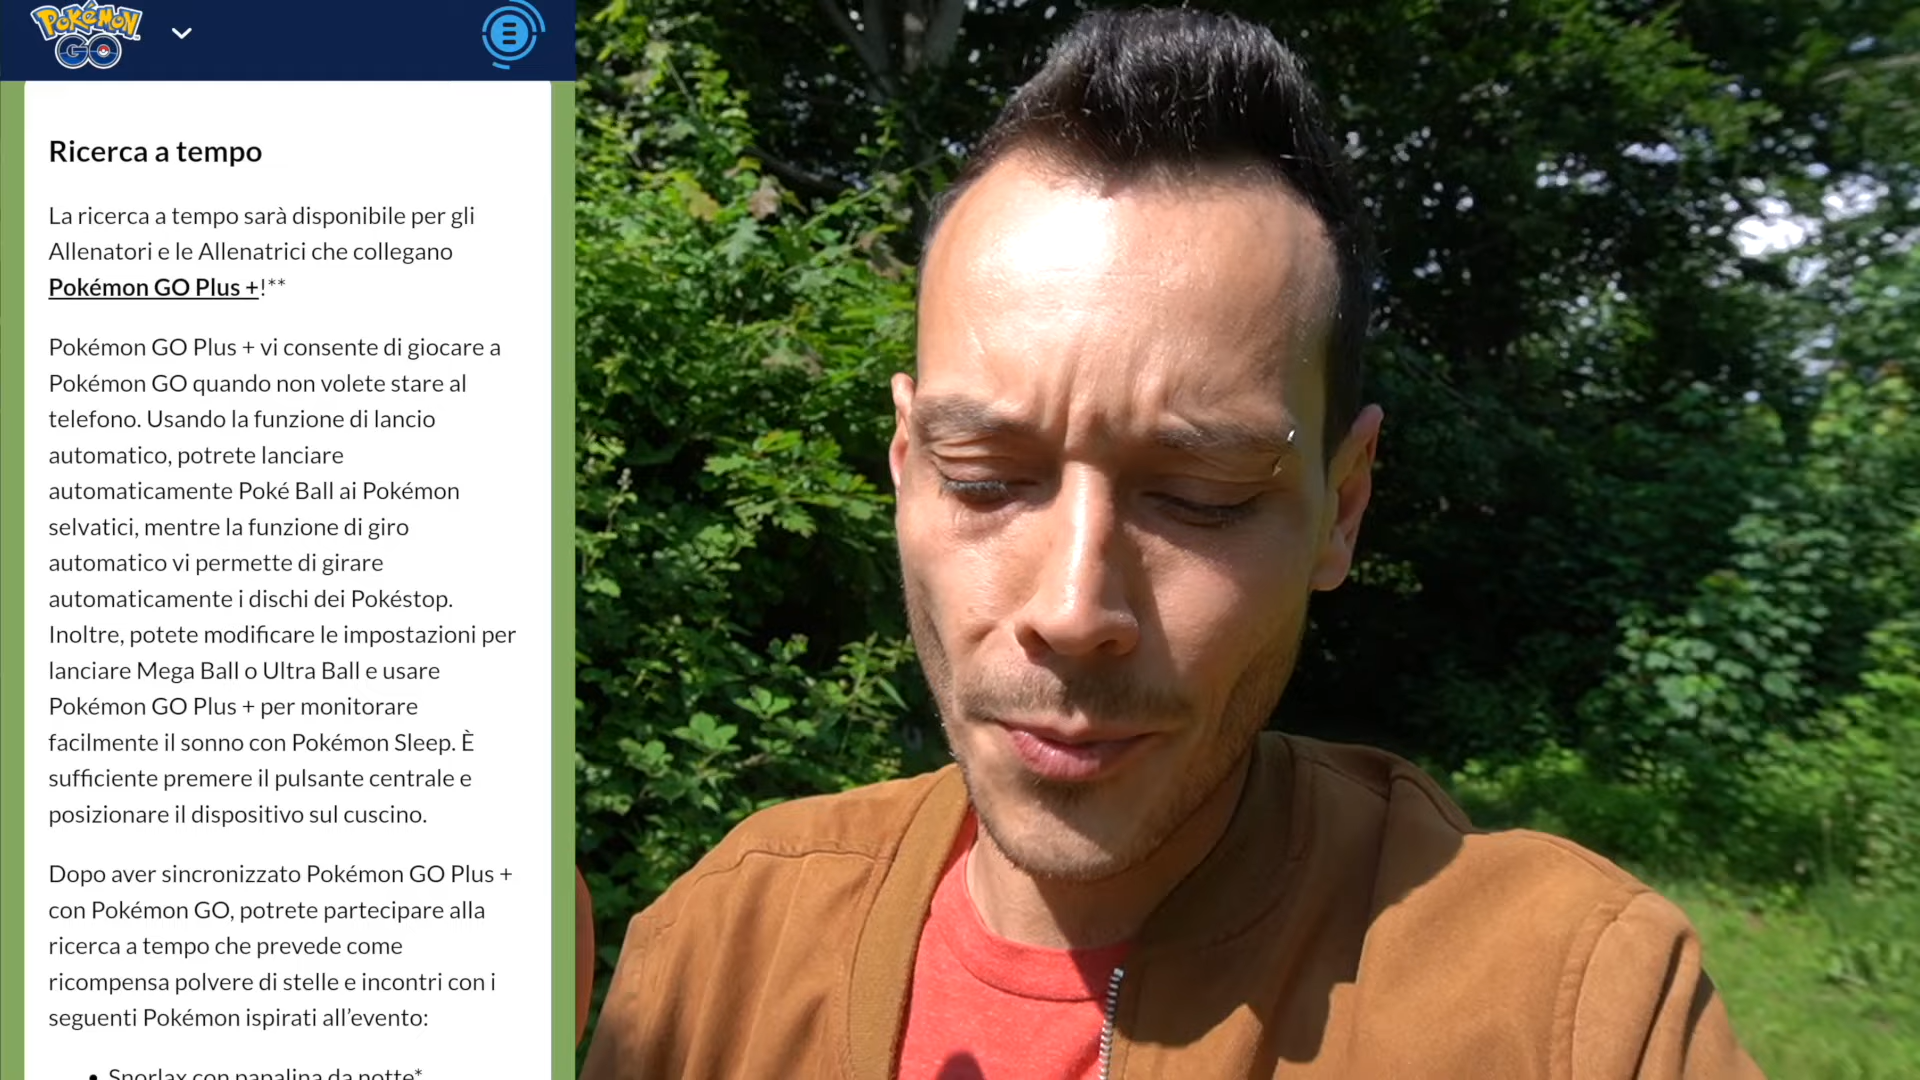 POKÉMON
GO
Ricerca a tempo
La ricerca a tempo sarà disponibile per gli
Allenatori e le Allenatrici che collegano
Pokémon GO Plus +!**
Pokémon GO Plus + vi consente di giocare a
Pokémon GO quando non volete stare al
telefono. Usando la funzione di lancio
automatico, potrete lanciare
automaticamente Poké Ball ai Pokémon
selvatici, mentre la funzione di giro
automatico vi permette di girare
automaticamente i dischi dei Pokéstop.
Inoltre, potete modificare le impostazioni per
lanciare Mega Ball o Ultra Ball e usare
Pokémon GO Plus + per monitorare
facilmente il sonno con Pokémon Sleep. È
sufficiente premere il pulsante centrale e
posizionare il dispositivo sul cuscino.
Dopo aver sincronizzato Pokémon GO Plus +
con Pokémon GO, potrete partecipare alla
ricerca a tempo che prevede come
ricompensa polvere di stelle e incontri con i
seguenti Pokémon ispirati all'evento:
• Snorlax con papalina da notte*